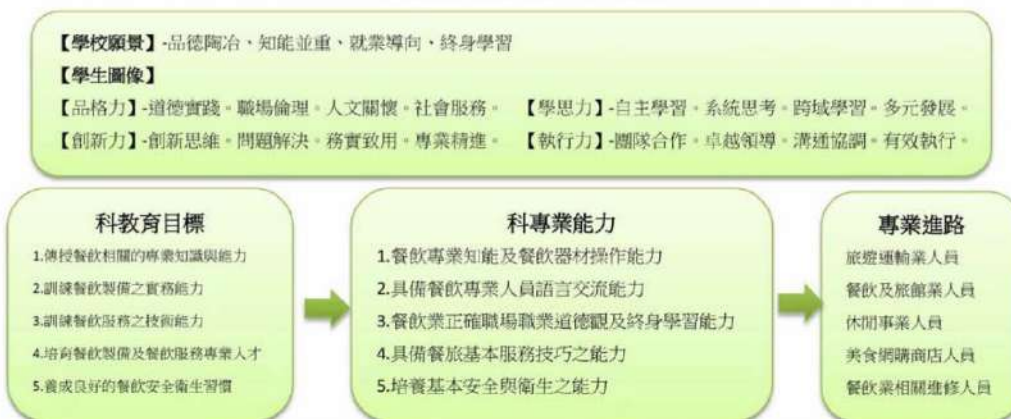 【學校願景】-品德陶冶、知能並重、就業導向、終身學習
【學生圖像】
【品格力】-道德實踐。職場倫理。人文關懷。社會服務。 【學思力】-自主學習。系統思考。跨域學習。多元發展。
【創新力】-創新思維。問題解決。務實致用。專業精進。 【執行力】-團隊合作。卓越領導。溝通協調。有效執行。
科教育目標
1.傳授餐飲相關的專業知識與能力
2.訓練餐飲製備之實務能力
3.訓練餐飲服務之技術能力
4.培育餐飲製備及餐飲服務專業人才
5.養成良好的餐飲安全衛生習慣
科專業能力
1.餐飲專業知能及餐飲器材操作能力
2.具備餐飲專業人員語言交流能力
3.餐飲業正確職場職業道德觀及終身學習能力
4.具備餐旅基本服務技巧之能力
5.培養基本安全與衛生之能力
專業進路
旅遊運輸業人員
餐飲及旅館業人員
休閒事業人員
美食網購商店人員
餐飲業相關進修人員